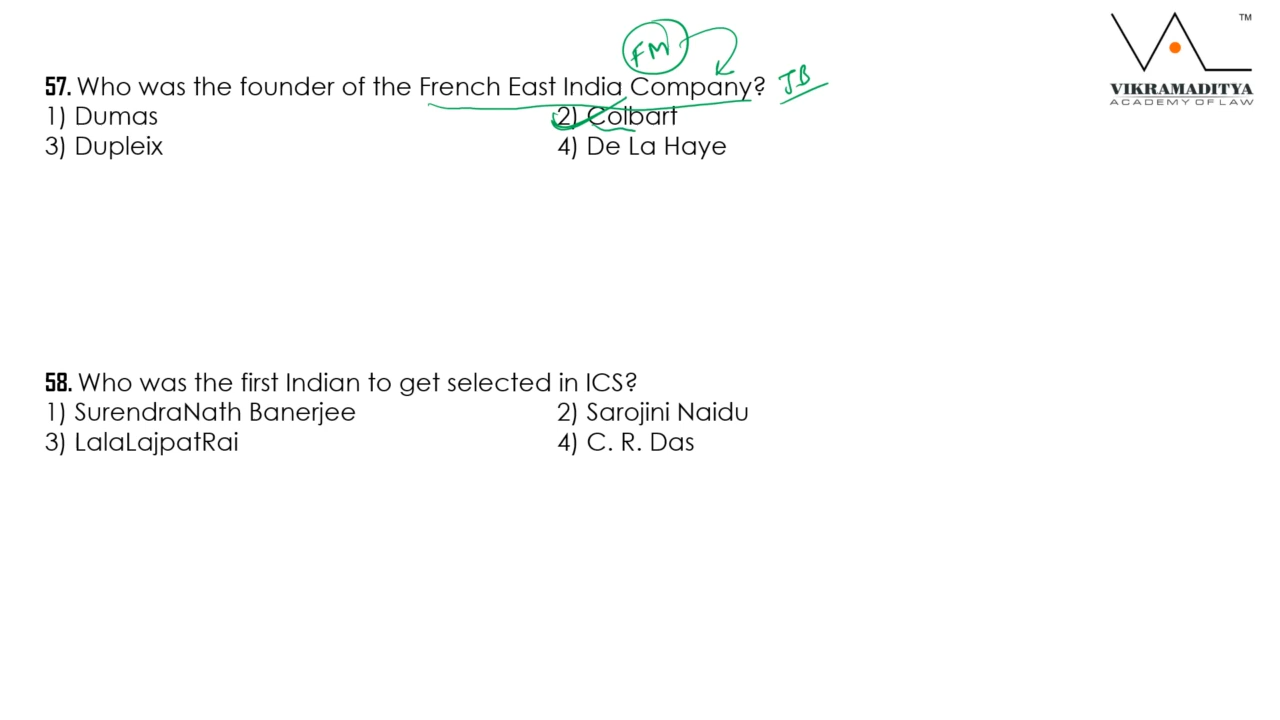 FM
TM
57. Who was the founder of the French East India Company? JB
1) Dumas 2) Colbart
3) Dupleix 4) De La Haye
VIKRAMADITYA
ACADEMY OF LAW
58. Who was the first Indian to get selected in ICS?
1) SurendraNath Banerjee 2) Sarojini Naidu
3) LalaLajpatRai 4) C. R. Das